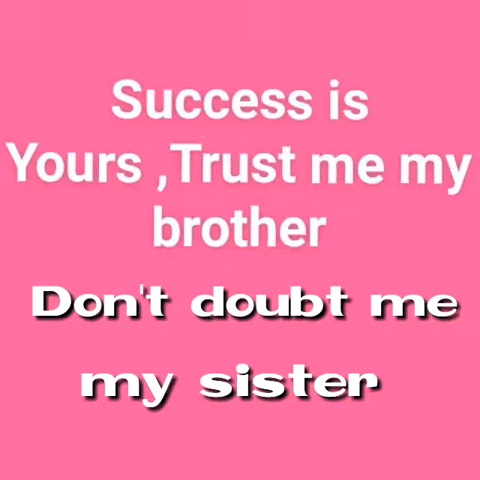 Success is
Yours ,Trust me my
brother
Don't doubt me
my sister